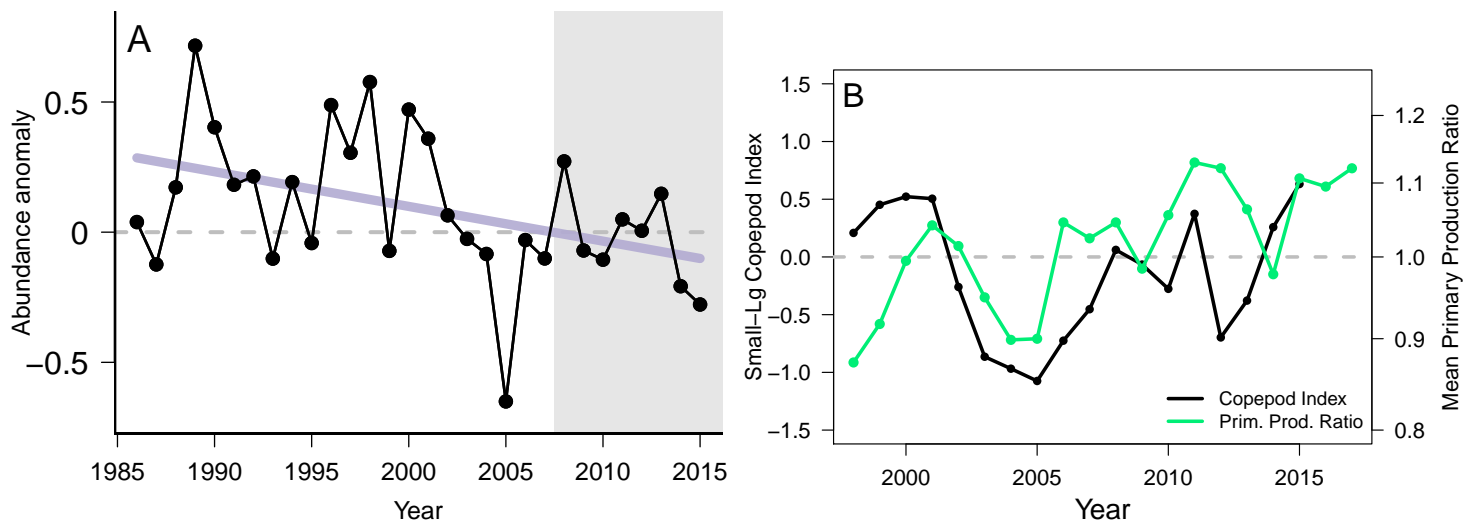 A
Abundance anomaly
0.5
0
−0.5
1985 1990 1995 2000 2005 2010 2015
Year
B
Small−Lg Copepod Index
1.5
1.0
0.5
0.0
−0.5
−1.0
−1.5
Mean Primary Production Ratio
1.2
1.1
1.0
0.9
0.8
Copepod Index
Prim. Prod. Ratio
2000 2005 2010 2015
Year